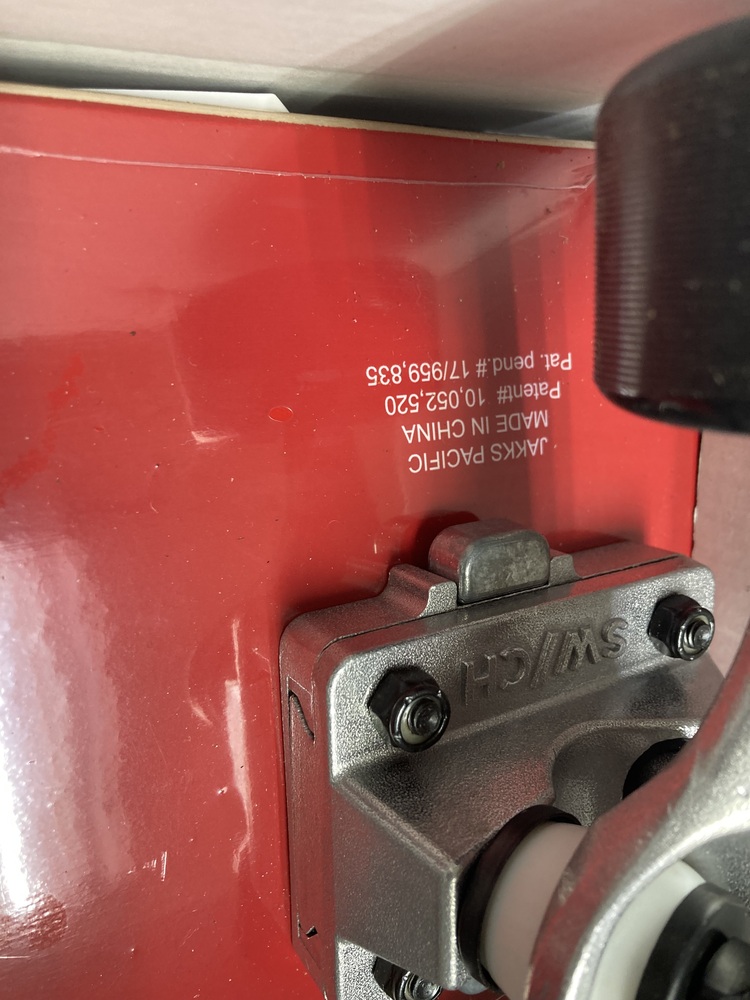 JAKKS PACIFIC
MADE IN CHINA
Patent# 10,052,520
Pat. pend.# 17/959,835
SW/CH